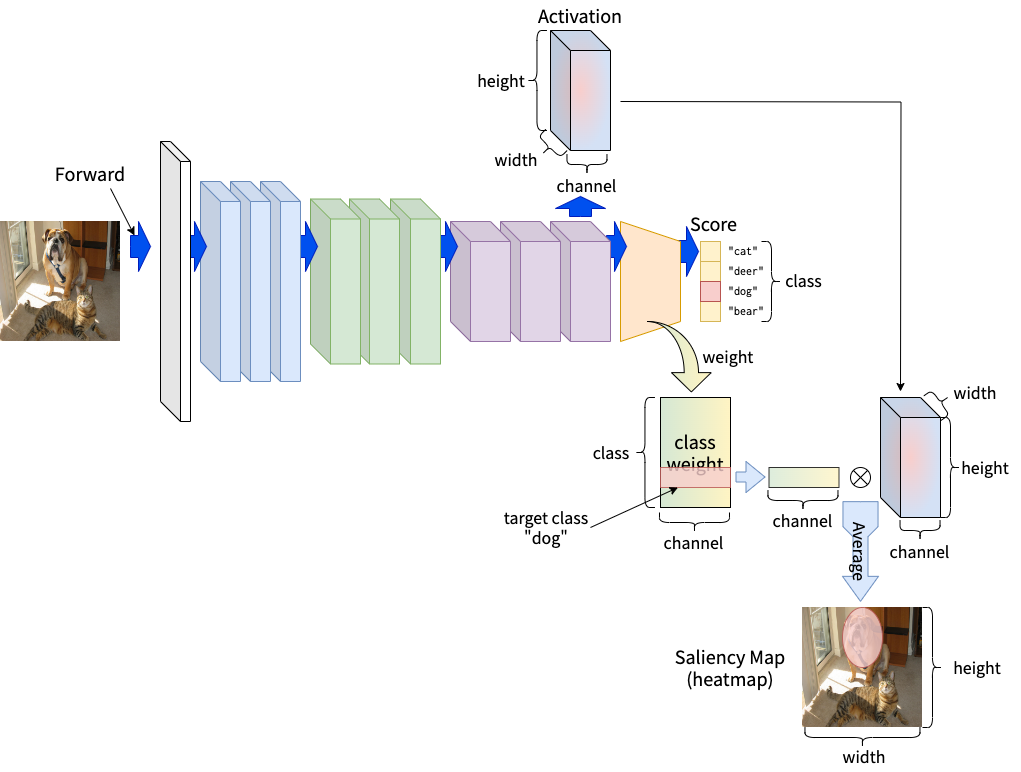 Activation
height
width
channel
Forward
Score
"cat"
"deer"
"dog"
"bear"
class
weight
class
class
weight
target class
"dog"
channel
channel
width
height
channel
Average
Saliency Map
(heatmap)
height
width